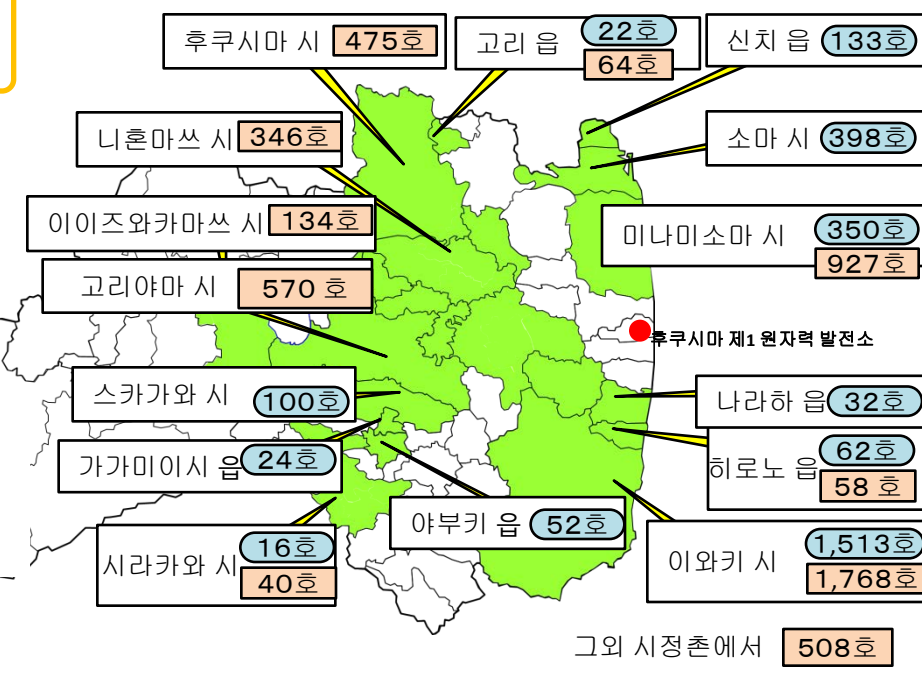 후쿠시마 시 475호
고리 읍 22호
64호
신치 읍 133호
니혼마쓰 시 346호
소마 시 398호
이이즈와카마쓰 시 134호
미나미소마 시 350호
927호
고리야마 시 570 호
후쿠시마 제1 원자력 발전소
스카가와 시 100호
나라하 읍 32호
가가미이시 읍 24호
히로노 읍 62호
58 호
야부키 읍 52호
시라카와 시 16호
40호
이와키 시 1,513호
1,768호
그외 시정촌에서 508호